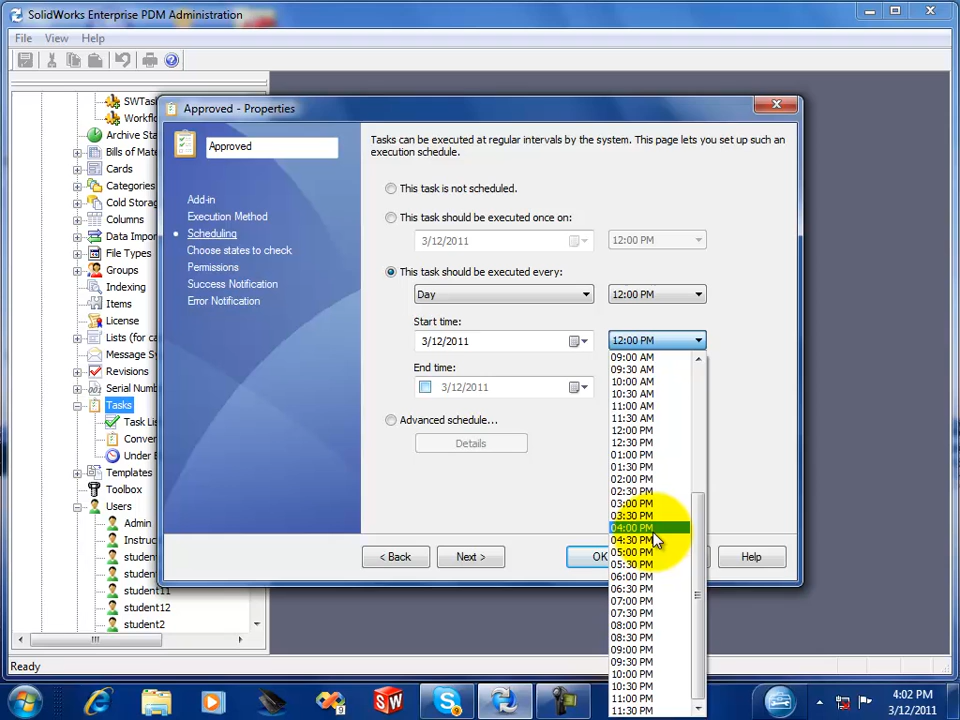 SolidWorks Enterprise PDM Administration
File View Help
SWTas
Workflo
Archive Sta
Bills of Mate
Cards
Categories
Cold Storag
Columns
Data Impor
File Types
Groups
Indexing
Items
License
Lists (for ca
Message Sy
Revisions
Serial Numb
Tasks
Task Lis
Conver
Under E
Templates
Toolbox
Users
Admin
Instruc
student
student
student11
student12
student2
Approved - Properties
Approved
Add-in
Execution Method
Scheduling
Choose states to check
Permissions
Success Notification
Error Notification
Tasks can be executed at regular intervals by the system. This page lets you set up such an
execution schedule.
This task is not scheduled.
This task should be executed once on:
3/12/2011 12:00 PM
This task should be executed every:
Day 12:00 PM
Start time:
3/12/2011 12:00 PM
End time:
3/12/2011
Advanced schedule...
Details
09:00 AM
09:30 AM
10:00 AM
10:30 AM
11:00 AM
11:30 AM
12:00 PM
12:30 PM
01:00 PM
01:30 PM
02:00 PM
02:30 PM
03:00 PM
03:30 PM
04:00 PM
04:30 PM
05:00 PM
05:30 PM
06:00 PM
06:30 PM
07:00 PM
07:30 PM
08:00 PM
08:30 PM
09:00 PM
09:30 PM
10:00 PM
10:30 PM
11:00 PM
11:30 PM
< Back Next > OK Help
Ready
4:02 PM
3/12/2011